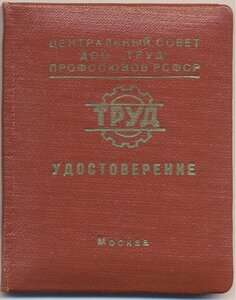 ЦЕНТРАЛЬНЫЙ СОВЕТ
ДСО "ТРУД"
ПРОФСОЮЗОВ РСФСР
ТРУД
УДОСТОВЕРЕНИЕ
Москва